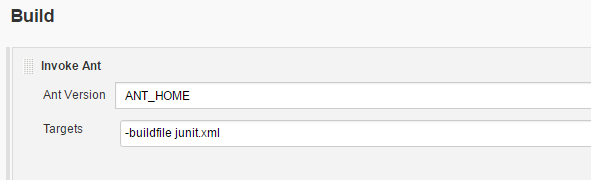 Build
Invoke Ant
Ant Version ANT_HOME
Targets -buildfile junit.xml